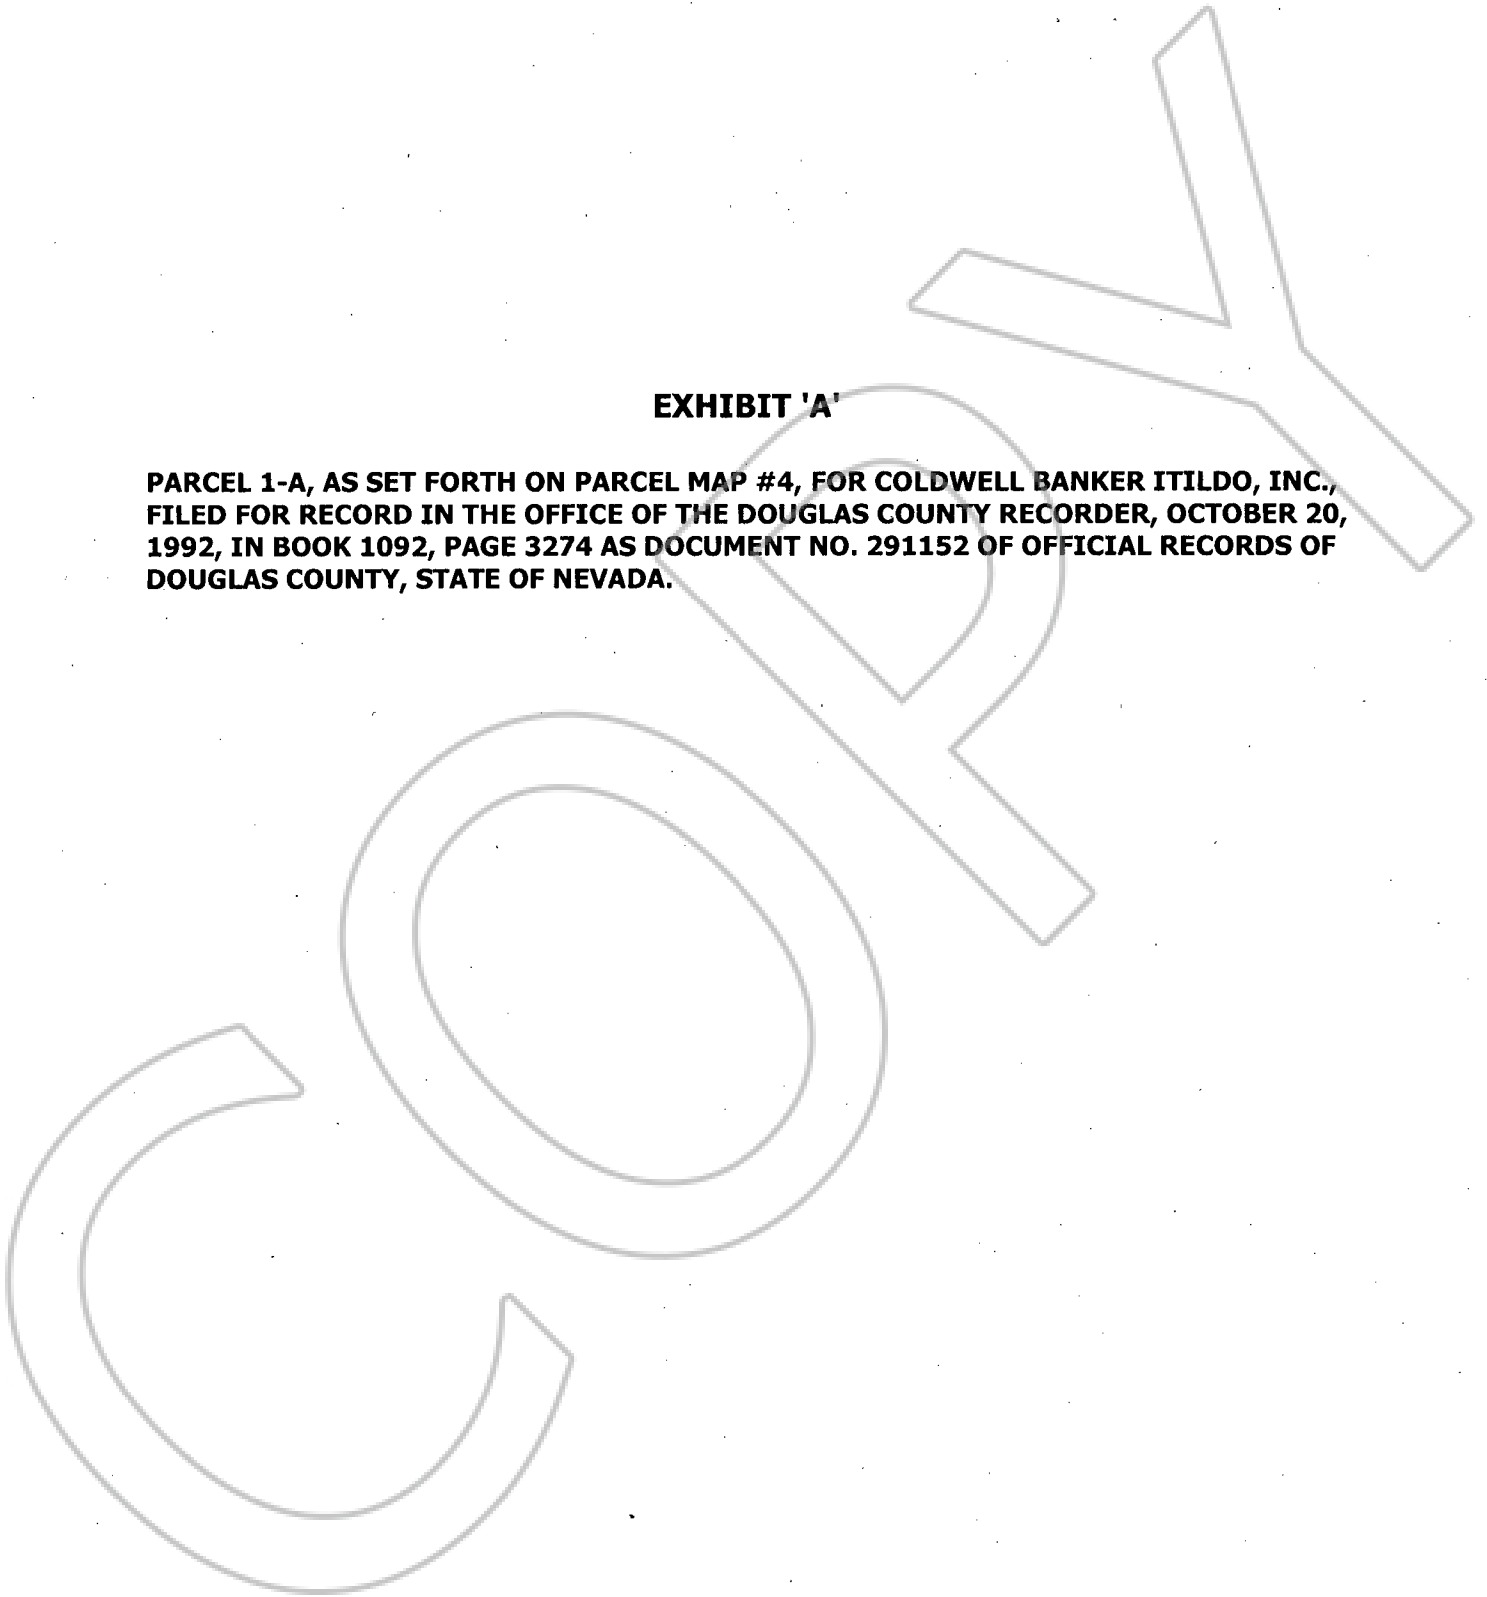 EXHIBIT 'A'
PARCEL 1-A, AS SET FORTH ON PARCEL MAP #4, FOR COLDWELL BANKER ITILDO, INC.,
FILED FOR RECORD IN THE OFFICE OF THE DOUGLAS COUNTY RECORDER, OCTOBER 20,
1992, IN BOOK 1092, PAGE 3274 AS DOCUMENT NO. 291152 OF OFFICIAL RECORDS OF
DOUGLAS COUNTY, STATE OF NEVADA.
COPY